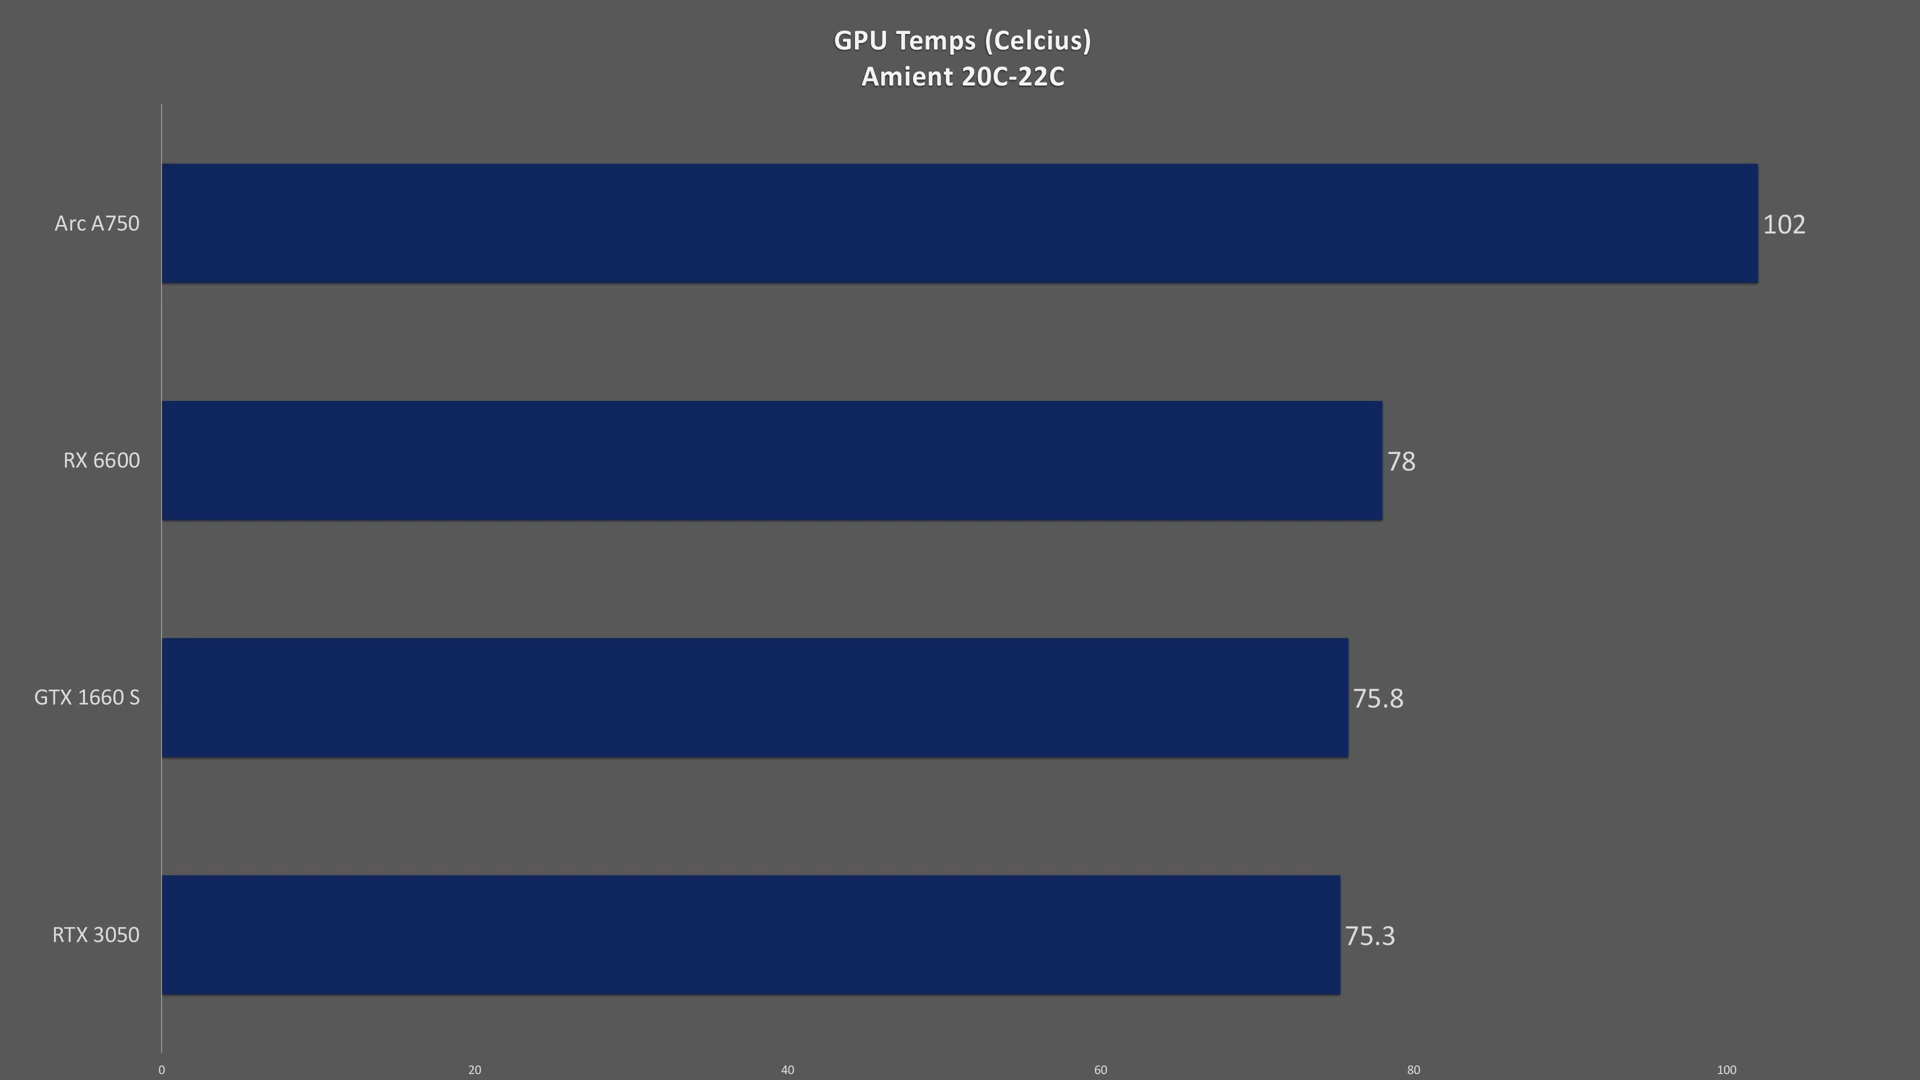 GPU Temps (Celcius)
Amient 20C-22C
Arc A750
102
RX 6600
78
GTX 1660 S
75.8
RTX 3050
75.3
0 20 40 60 80 100